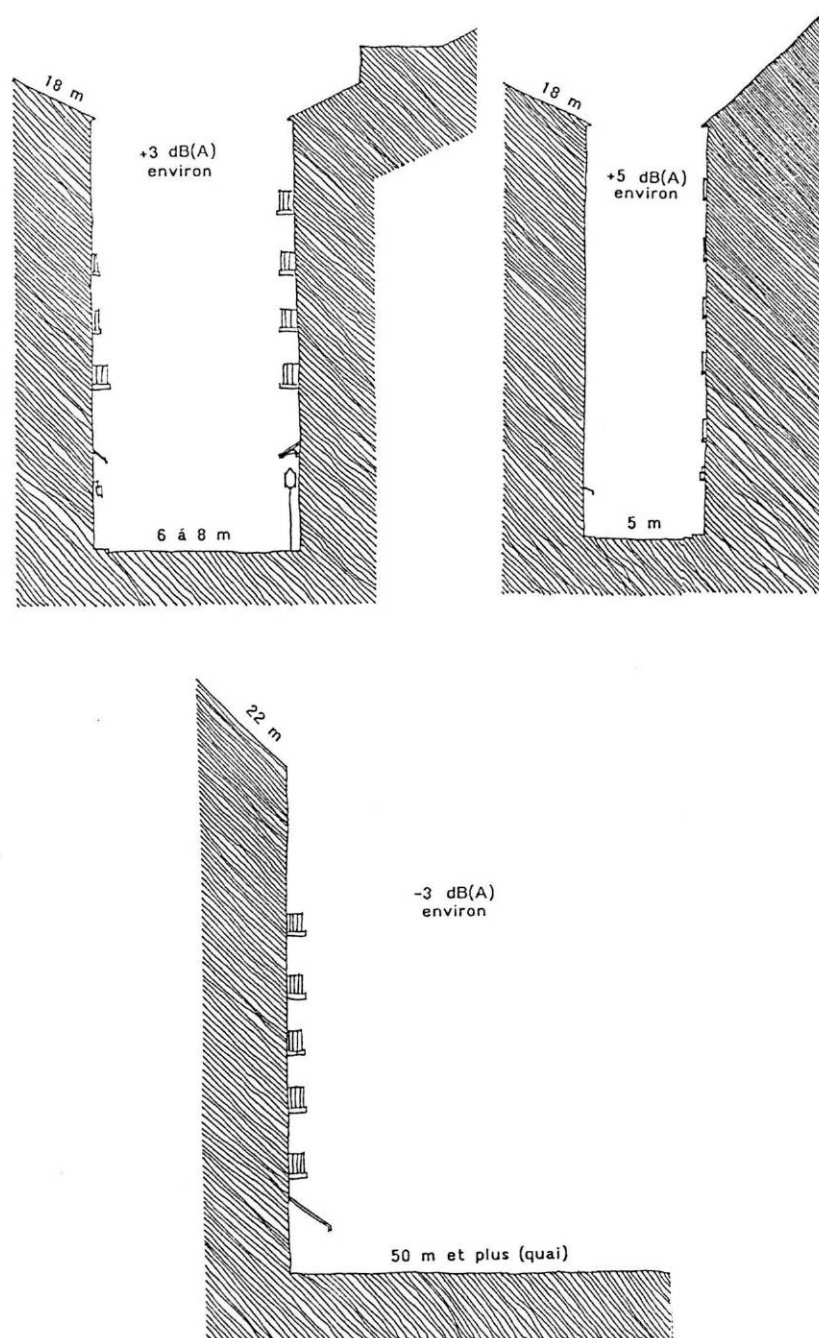 18 m
+3 dB(A)
environ
6 á 8 m
18 m
+5 dB(A)
environ
5 m
22 m
-3 dB(A)
environ
50 m et plus (quai)